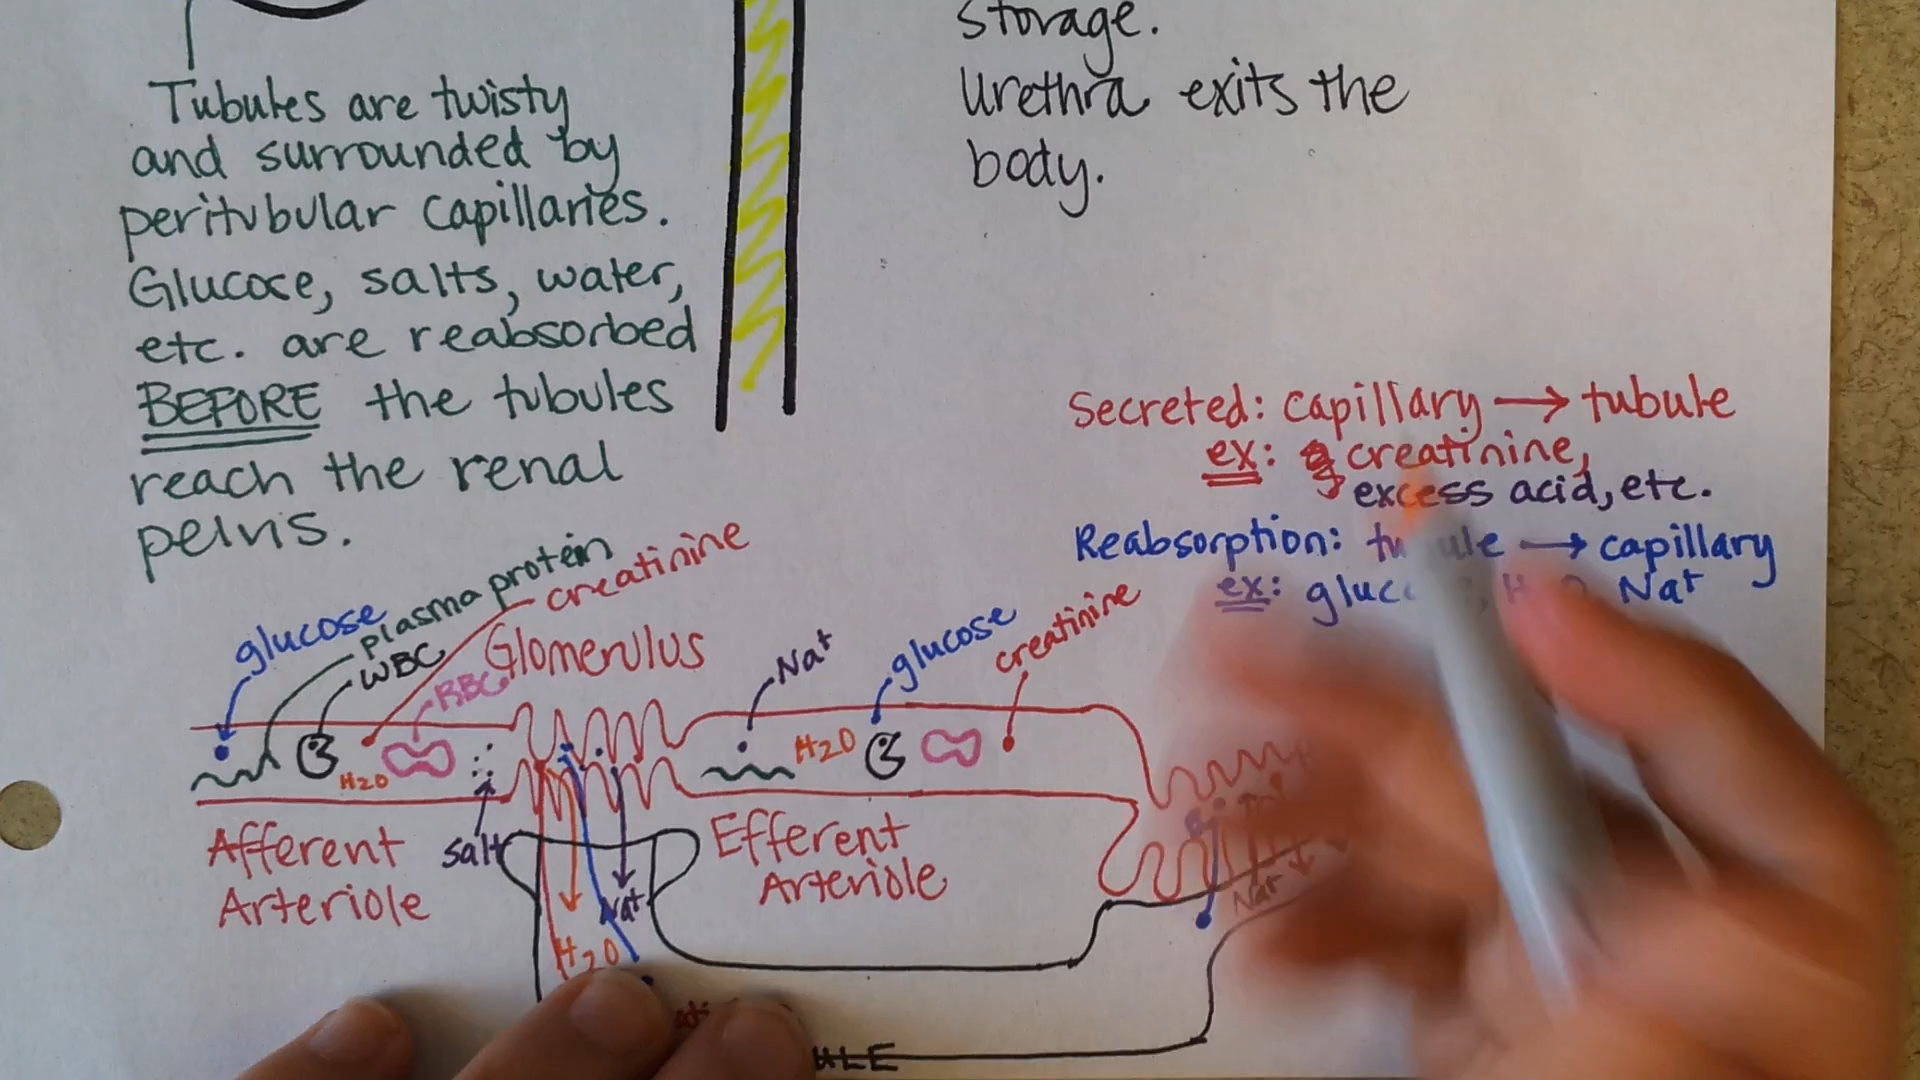 Tubules are twisty
and surrounded by
peritubular capillaries.
Glucose, salts, water,
etc. are reabsorbed
BEFORE the tubules
reach the renal
pelvis.
storage.
Urethra exits the
body.
Secreted: capillary → tubule
ex: creatinine,
excess acid, etc.
Reabsorption: tubule → capillary
ex: Na+
glucose
plasma protein
WBC
creatinine
RBC
Glomerulus
Na+
glucose
creatinine
H2O
H2O
salt
Afferent
Arteriole
Efferent
Arteriole
Na+
H2O
Na+